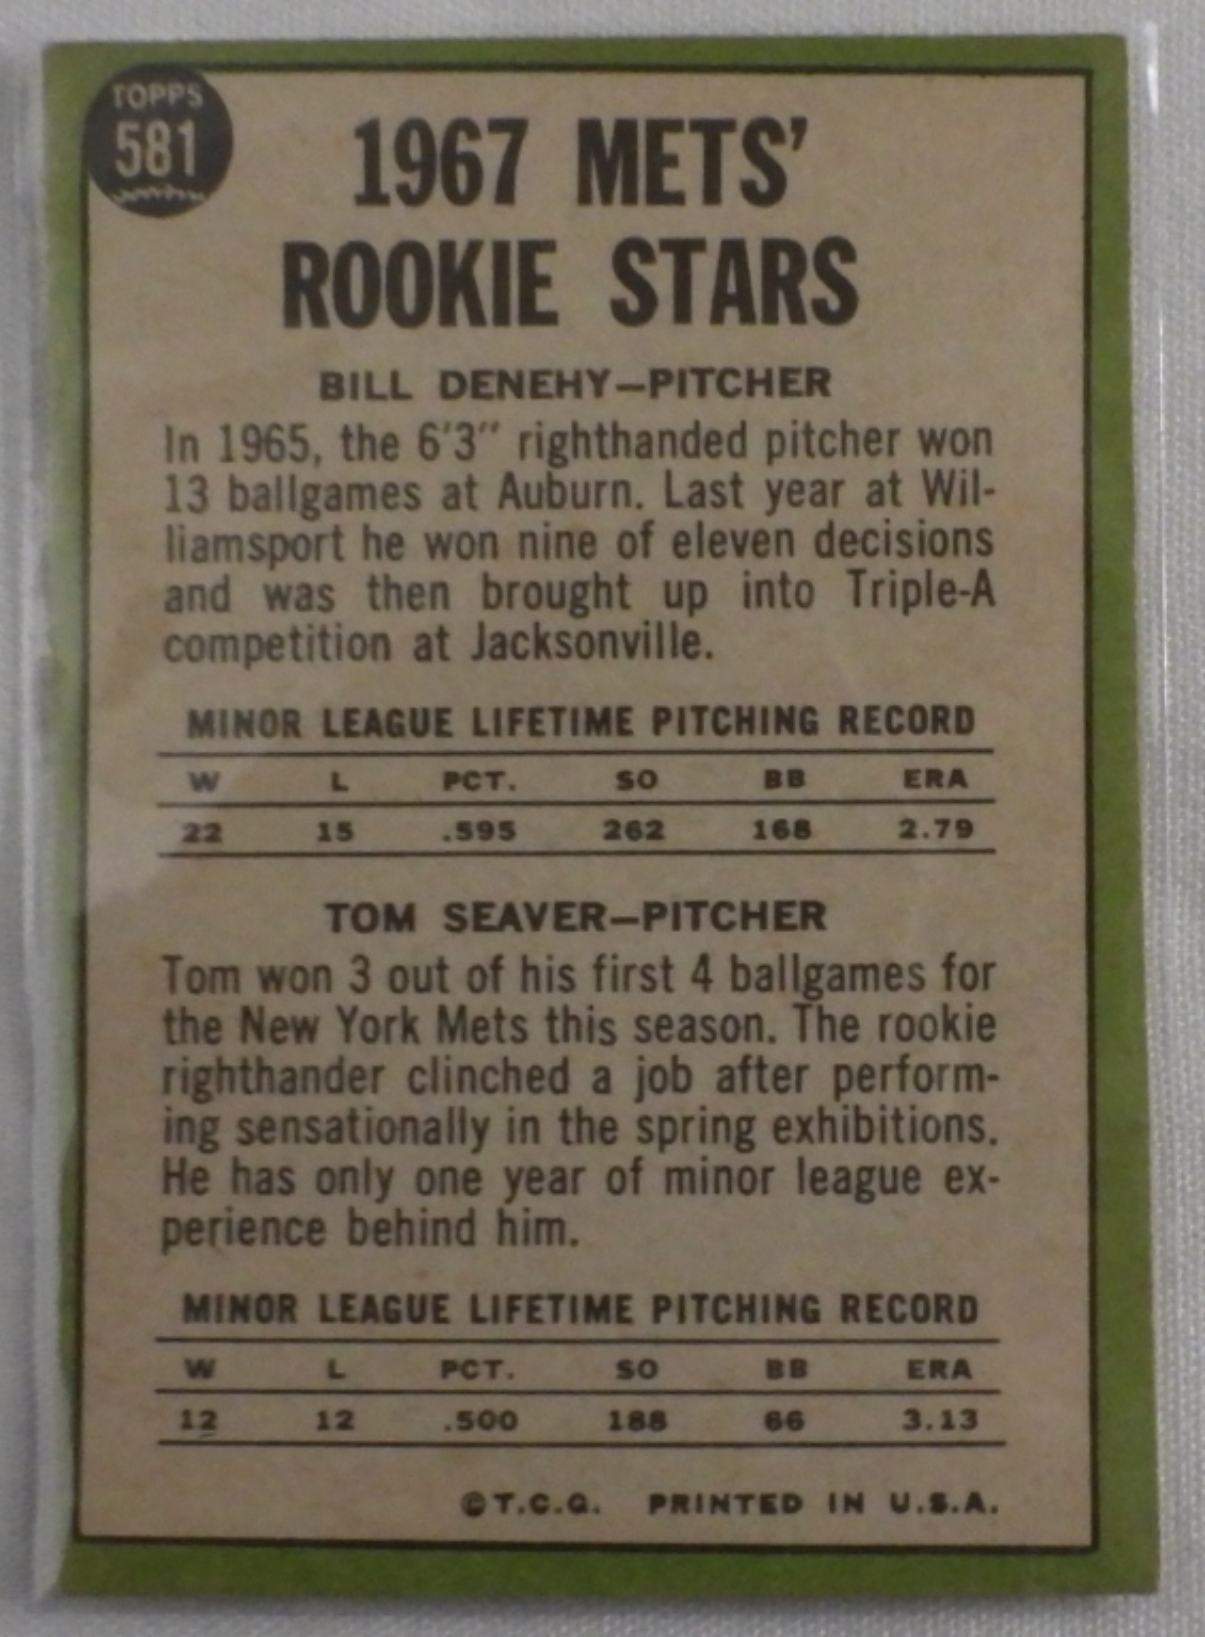 TOPPS
581
1967 METS'
ROOKIE STARS
BILL DENEHY—PITCHER
In 1965, the 6'3" righthanded pitcher won
13 ballgames at Auburn. Last year at Wil-
liamsport he won nine of eleven decisions
and was then brought up into Triple-A
competition at Jacksonville.
MINOR LEAGUE LIFETIME PITCHING RECORD
W L PCT. SO BB ERA
22 15 .595 262 168 2.79
TOM SEAVER—PITCHER
Tom won 3 out of his first 4 ballgames for
the New York Mets this season. The rookie
righthander clinched a job after perform-
ing sensationally in the spring exhibitions.
He has only one year of minor league ex-
perience behind him.
MINOR LEAGUE LIFETIME PITCHING RECORD
W L PCT. SO BB ERA
12 12 .500 188 66 3.13
©T.C.G. PRINTED IN U.S.A.